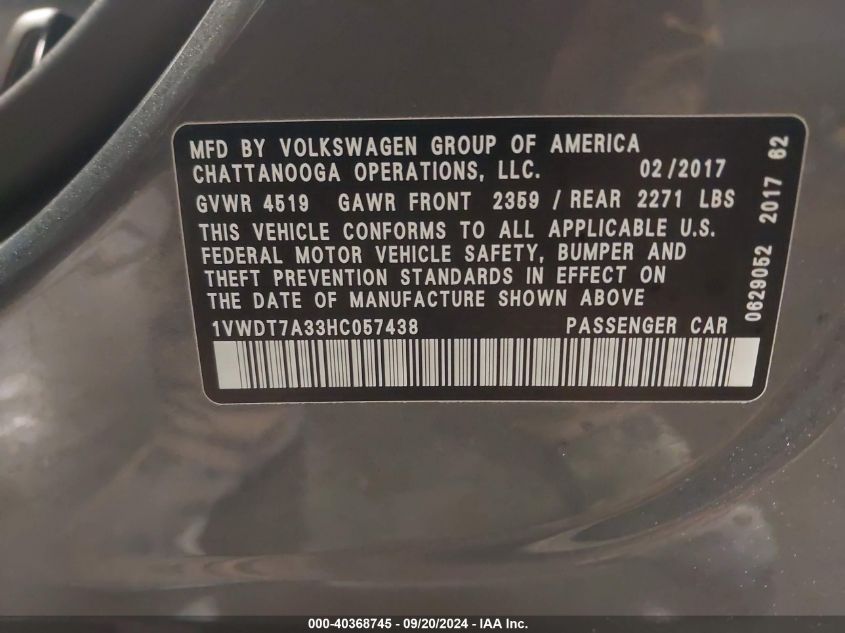 MFD BY VOLKSWAGEN GROUP OF AMERICA
CHATTANOOGA OPERATIONS, LLC. 02/2017
GVWR 4519 GAWR FRONT 2359 / REAR 2271 LBS
THIS VEHICLE CONFORMS TO ALL APPLICABLE U.S.
FEDERAL MOTOR VEHICLE SAFETY, BUMPER AND
THEFT PREVENTION STANDARDS IN EFFECT ON
THE DATE OF MANUFACTURE SHOWN ABOVE
1VWDT7A33HC057438 PASSENGER CAR
0629052 2017 62
000-40368745 - 09/20/2024 - IAA Inc.